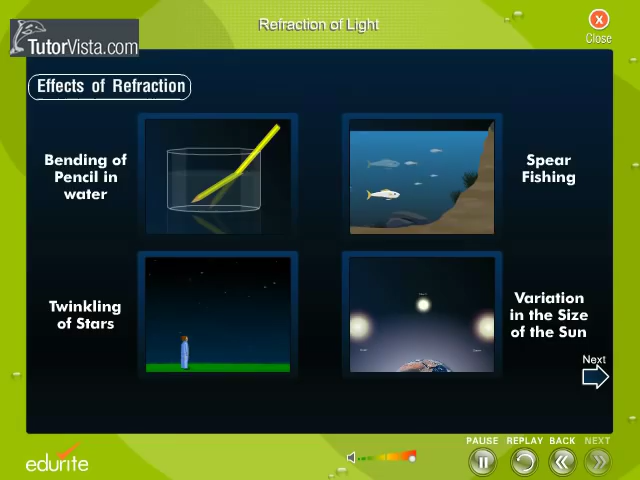 Refraction of Light
Close
TutorVista.com
Effects of Refraction
Bending of
Pencil in
water
Spear
Fishing
Twinkling
of Stars
Variation
in the Size
of the Sun
Next
edurite
PAUSE REPLAY BACK NEXT